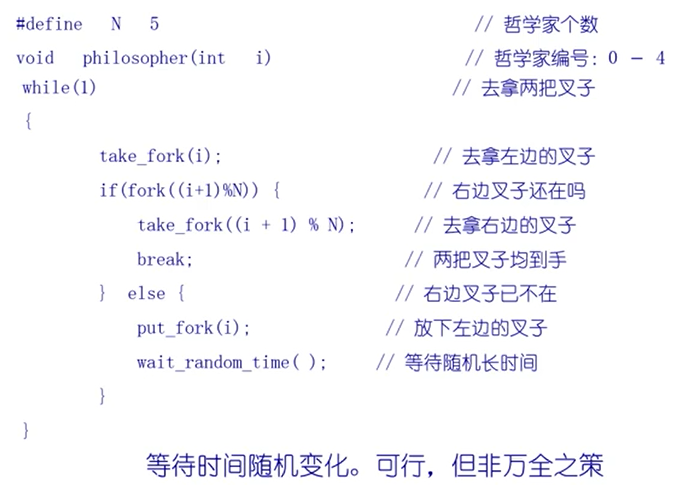 #define N 5 // 哲学家个数
void philosopher(int i) // 哲学家编号: 0 － 4
while(1) // 去拿两把叉子
{
take_fork(i); // 去拿左边的叉子
if(fork((i+1)%N)) { // 右边叉子还在吗
take_fork((i + 1) % N); // 去拿右边的叉子
break; // 两把叉子均到手
} else { // 右边叉子已不在
put_fork(i); // 放下左边的叉子
wait_random_time( ); // 等待随机长时间
}
}
等待时间随机变化。可行，但非万全之策